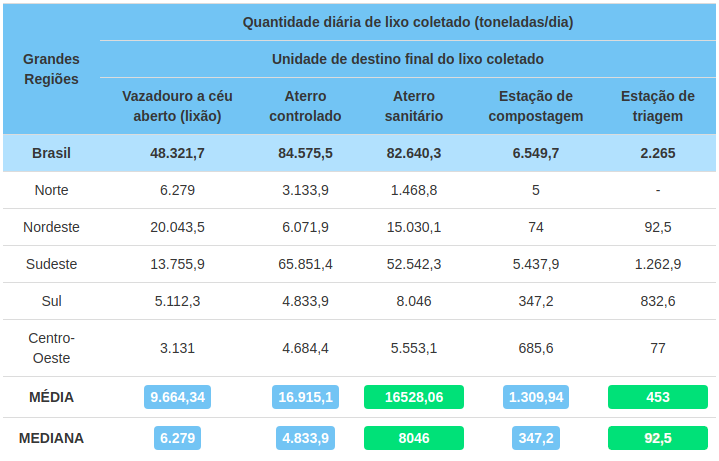 Quantidade diária de lixo coletado (toneladas/dia)
Grandes Regiões
Unidade de destino final do lixo coletado
Vazadouro a céu aberto (lixão) Aterro controlado Aterro sanitário Estação de compostagem Estação de triagem
Brasil 48.321,7 84.575,5 82.640,3 6.549,7 2.265
Norte 6.279 3.133,9 1.468,8 5 -
Nordeste 20.043,5 6.071,9 15.030,1 74 92,5
Sudeste 13.755,9 65.851,4 52.542,3 5.437,9 1.262,9
Sul 5.112,3 4.833,9 8.046 347,2 832,6
Centro-Oeste 3.131 4.684,4 5.553,1 685,6 77
MÉDIA 9.664,34 16.915,1 16528,06 1.309,94 453
MEDIANA 6.279 4.833,9 8046 347,2 92,5